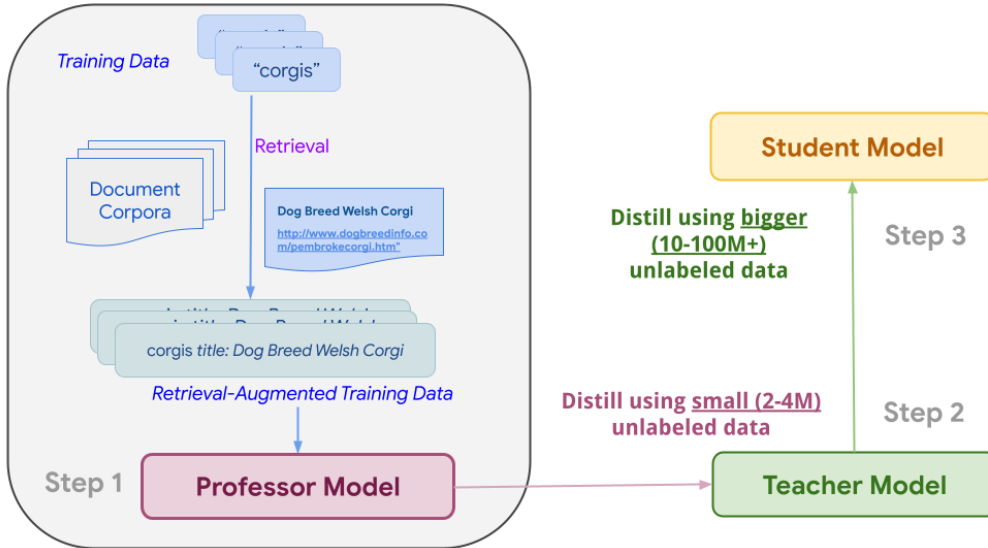 Training Data
“corgis”
Retrieval
Document
Corpora
Dog Breed Welsh Corgi
http://www.dogbreedinfo.co
m/pembrokecorgi.htm"
corgis title: Dog Breed Welsh Corgi
Retrieval-Augmented Training Data
Step 1
Professor Model
Distill using small (2-4M)
unlabeled data
Step 2
Teacher Model
Distill using bigger
(10-100M+)
unlabeled data
Step 3
Student Model